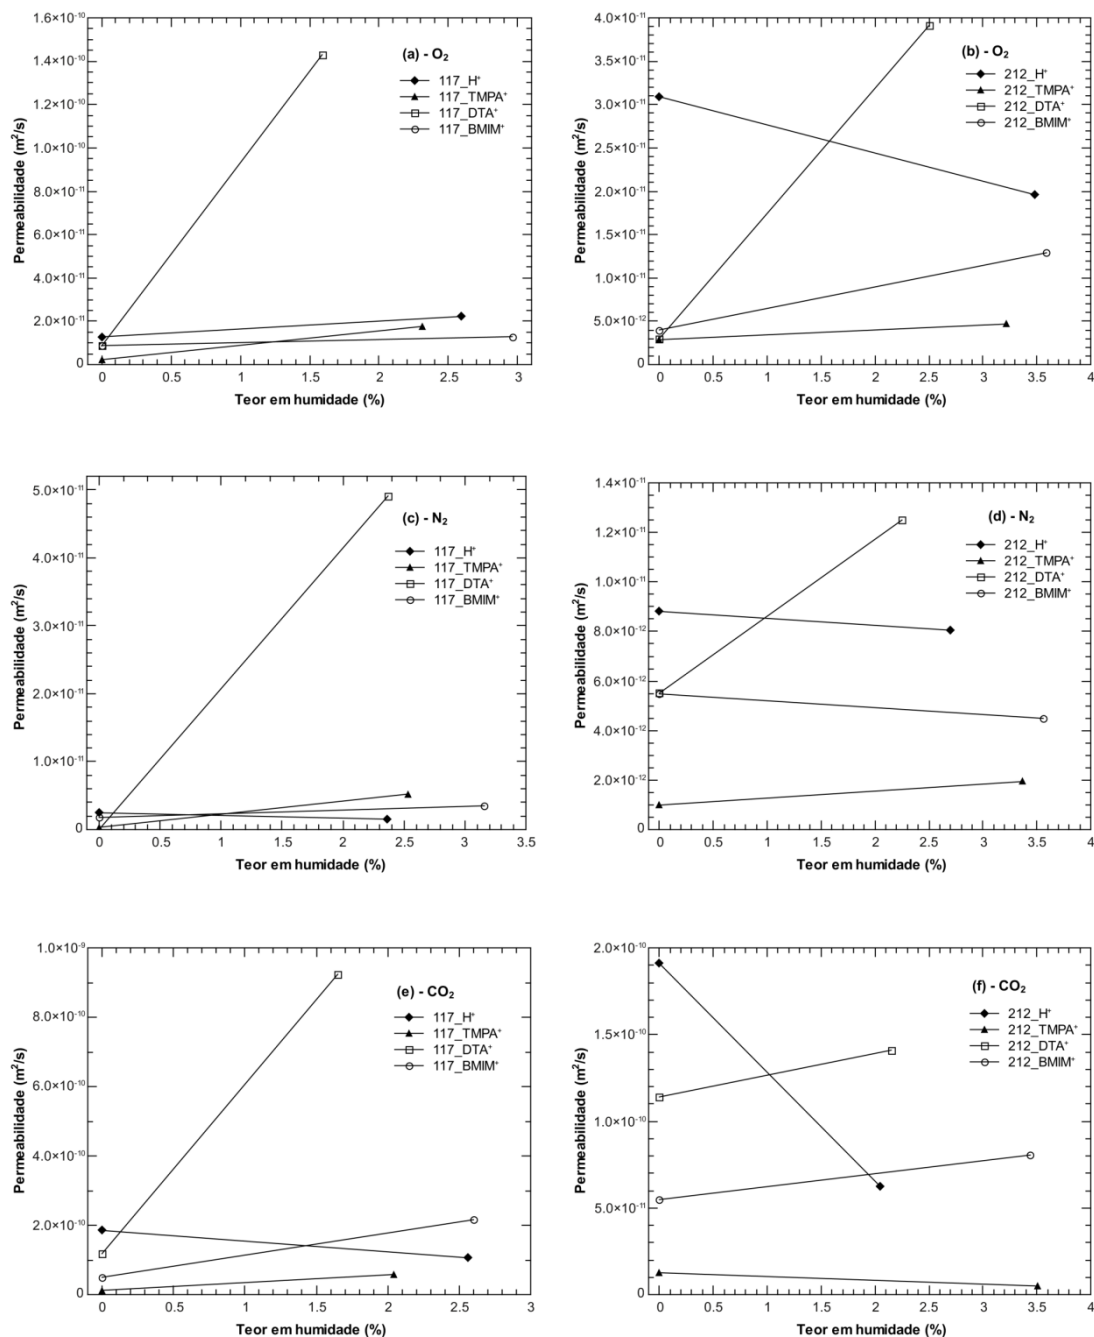 (a) - O₂
117_H⁺
117_TMPA⁺
117_DTA⁺
117_BMIM⁺
1.6×10⁻¹⁰
1.4×10⁻¹⁰
1.2×10⁻¹⁰
1.0×10⁻¹⁰
8.0×10⁻¹¹
6.0×10⁻¹¹
4.0×10⁻¹¹
2.0×10⁻¹¹
0
Permeabilidade (m²/s)
0 0.5 1 1.5 2 2.5 3
Teor em humidade (%)
(b) - O₂
212_H⁺
212_TMPA⁺
212_DTA⁺
212_BMIM⁺
4.0×10⁻¹¹
3.5×10⁻¹¹
3.0×10⁻¹¹
2.5×10⁻¹¹
2.0×10⁻¹¹
1.5×10⁻¹¹
1.0×10⁻¹¹
5.0×10⁻¹²
0
Permeabilidade (m²/s)
0 0.5 1 1.5 2 2.5 3 3.5 4
Teor em humidade (%)
(c) - N₂
117_H⁺
117_TMPA⁺
117_DTA⁺
117_BMIM⁺
5.0×10⁻¹¹
4.0×10⁻¹¹
3.0×10⁻¹¹
2.0×10⁻¹¹
1.0×10⁻¹¹
0
Permeabilidade (m²/s)
0 0.5 1 1.5 2 2.5 3 3.5
Teor em humidade (%)
(d) - N₂
212_H⁺
212_TMPA⁺
212_DTA⁺
212_BMIM⁺
1.4×10⁻¹¹
1.2×10⁻¹¹
1.0×10⁻¹¹
8.0×10⁻¹²
6.0×10⁻¹²
4.0×10⁻¹²
2.0×10⁻¹²
0
Permeabilidade (m²/s)
0 0.5 1 1.5 2 2.5 3 3.5 4
Teor em humidade (%)
(e) - CO₂
117_H⁺
117_TMPA⁺
117_DTA⁺
117_BMIM⁺
1.0×10⁻⁹
8.0×10⁻¹⁰
6.0×10⁻¹⁰
4.0×10⁻¹⁰
2.0×10⁻¹⁰
0
Permeabilidade (m²/s)
0 0.5 1 1.5 2 2.5 3
Teor em humidade (%)
(f) - CO₂
212_H⁺
212_TMPA⁺
212_DTA⁺
212_BMIM⁺
2.0×10⁻¹⁰
1.5×10⁻¹⁰
1.0×10⁻¹⁰
5.0×10⁻¹¹
0
Permeabilidade (m²/s)
0 0.5 1 1.5 2 2.5 3 3.5 4
Teor em humidade (%)